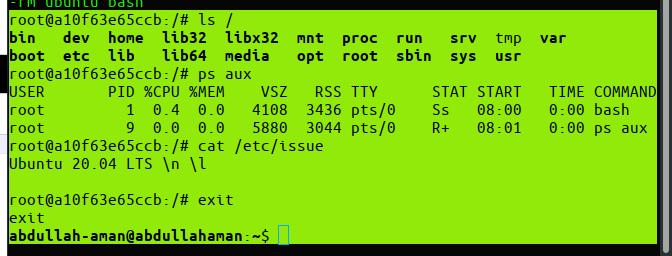 -rm ubuntu bash
root@a10f63e65ccb:/# ls /
bin dev home lib32 libx32 mnt proc run srv tmp var
boot etc lib lib64 media opt root sbin sys usr
root@a10f63e65ccb:/# ps aux
USER PID %CPU %MEM VSZ RSS TTY STAT START TIME COMMAND
root 1 0.4 0.0 4108 3436 pts/0 Ss 08:00 0:00 bash
root 9 0.0 0.0 5880 3044 pts/0 R+ 08:01 0:00 ps aux
root@a10f63e65ccb:/# cat /etc/issue
Ubuntu 20.04 LTS \n \l
root@a10f63e65ccb:/# exit
exit
abdullah-aman@abdullahaman:~$